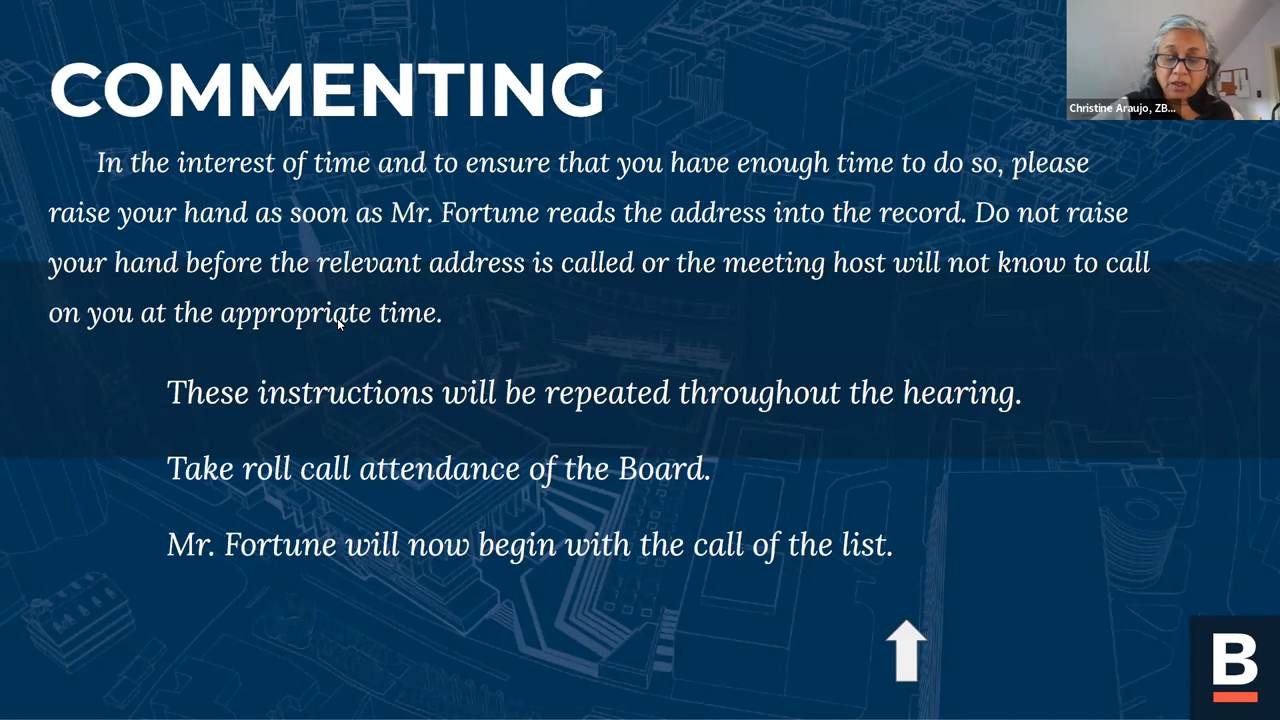 COMMENTING
Christine Araujo, ZB...
In the interest of time and to ensure that you have enough time to do so, please
raise your hand as soon as Mr. Fortune reads the address into the record. Do not raise
your hand before the relevant address is called or the meeting host will not know to call
on you at the appropriate time.
These instructions will be repeated throughout the hearing.
Take roll call attendance of the Board.
Mr. Fortune will now begin with the call of the list.
B